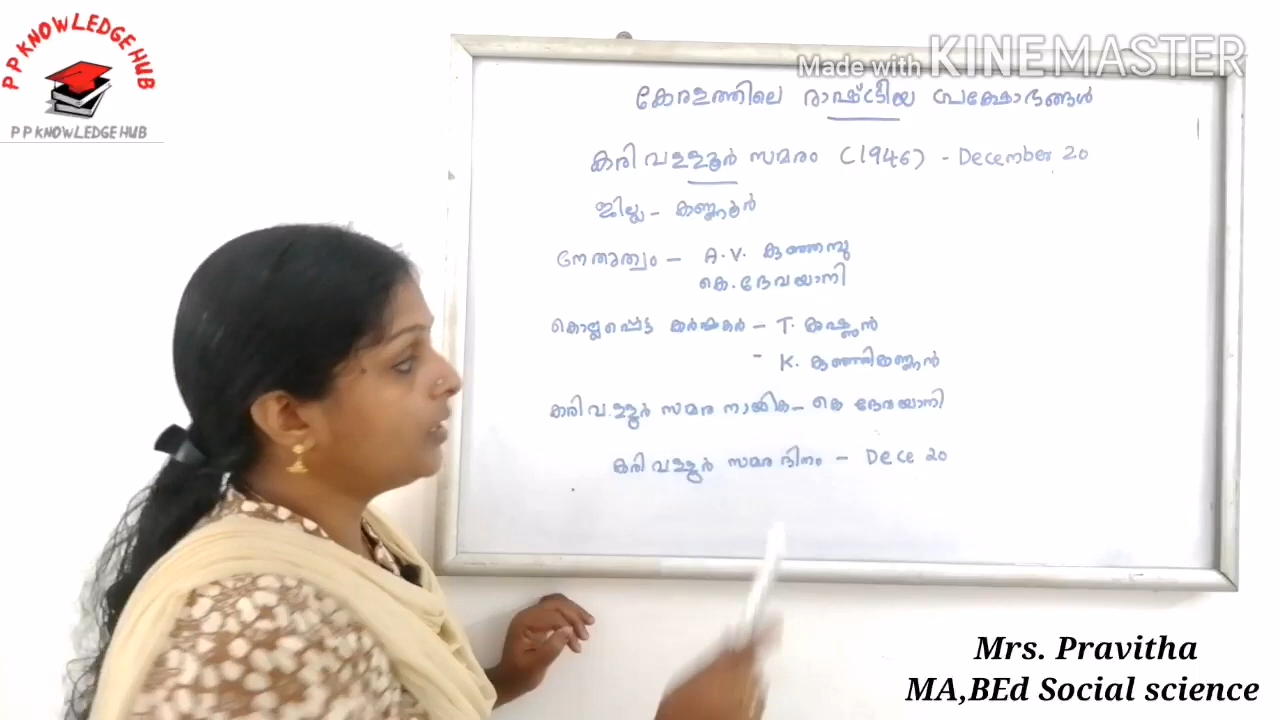 P P KNOWLEDGE HUB
P P KNOWLEDGE HUB
Made with KINEMASTER
കേരളത്തിലെ രാഷ്ട്രീയ പ്രക്ഷോഭങ്ങൾ
കരിവള്ളൂർ സമരം (1946) - December 20
ജില്ല - കണ്ണൂർ
നേതൃത്വം - A.V. കുഞ്ഞമ്പു
കെ. ദേവയാനി
കൊല്ലപ്പെട്ട കർഷകർ - T. കൃഷ്ണൻ
- K. കുഞ്ഞിക്കണ്ണൻ
കരിവള്ളൂർ സമര നായിക - കെ ദേവയാനി
കരിവള്ളൂർ സമര ദിനം - Dece 20
Mrs. Pravitha
MA,BEd Social science